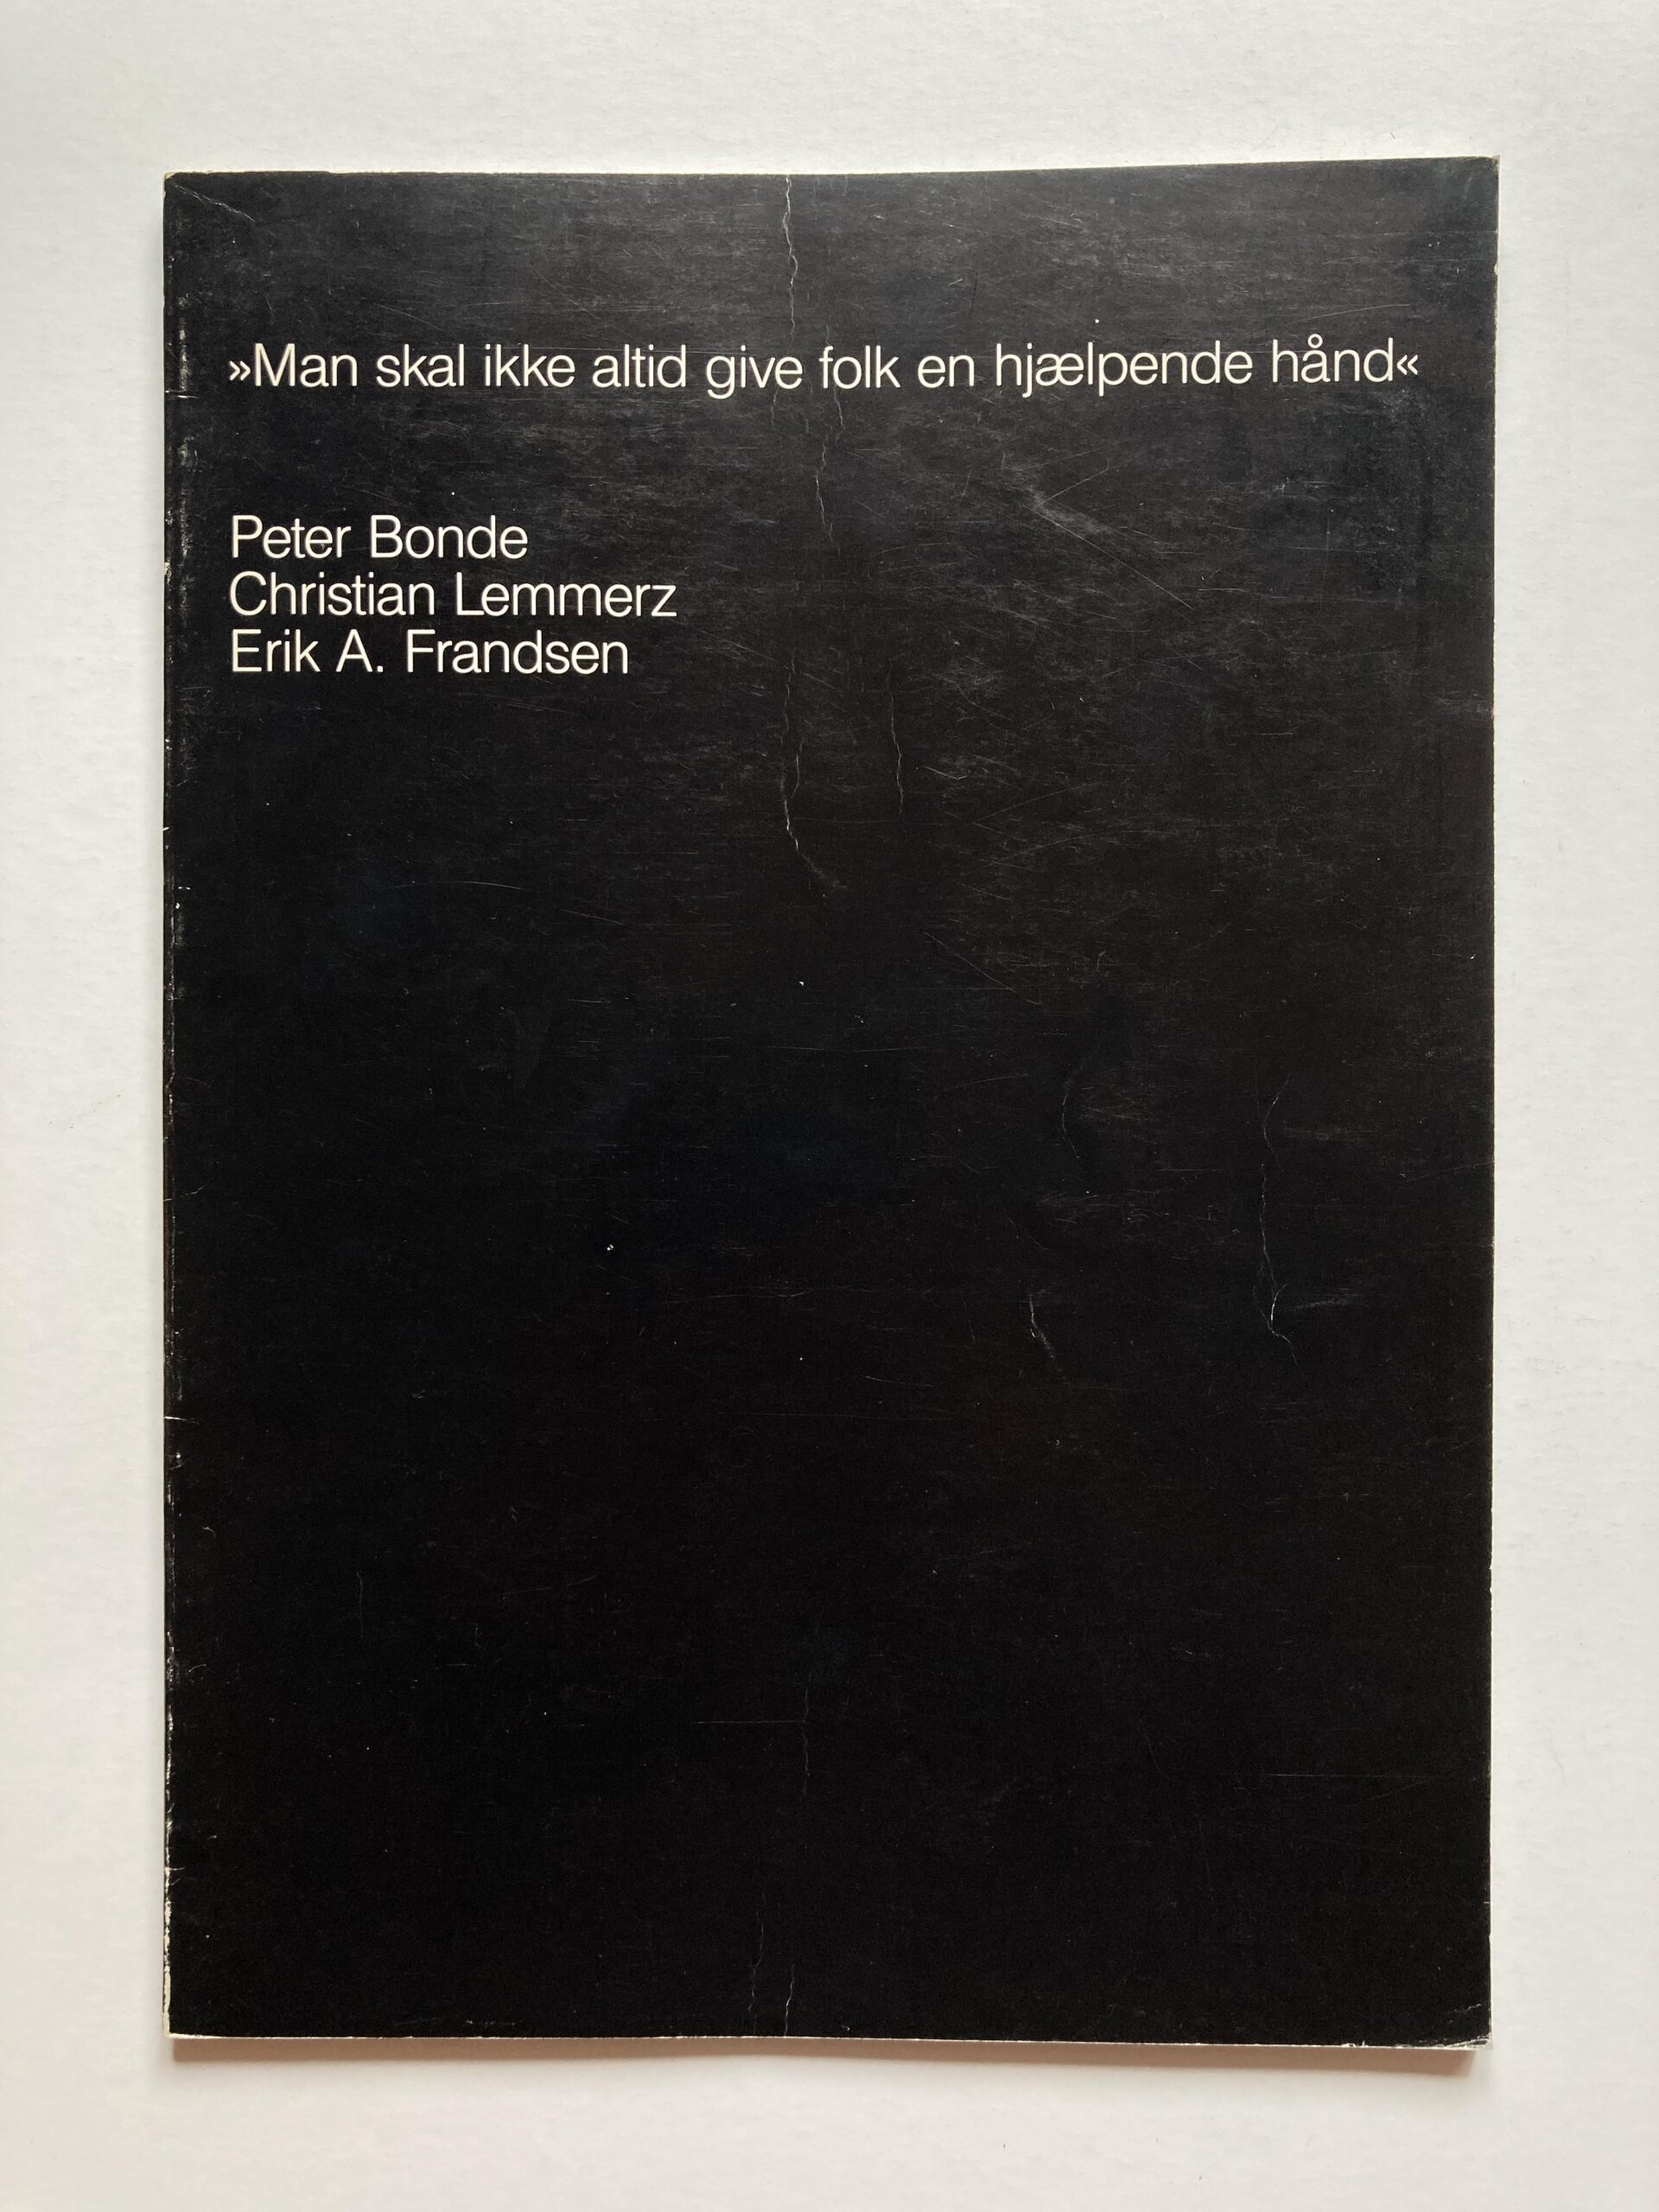 »Man skal ikke altid give folk en hjælpende hånd«
Peter Bonde
Christian Lemmerz
Erik A. Frandsen